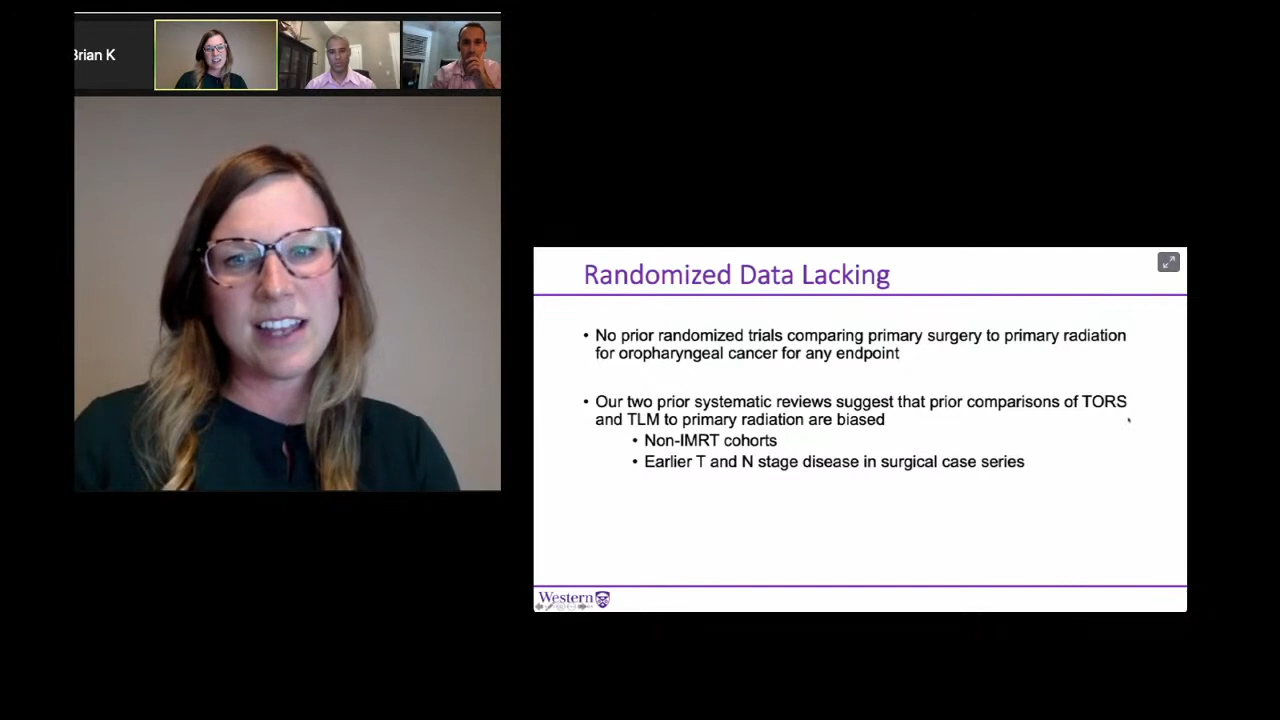 Brian K
Randomized Data Lacking
• No prior randomized trials comparing primary surgery to primary radiation
for oropharyngeal cancer for any endpoint
• Our two prior systematic reviews suggest that prior comparisons of TORS
and TLM to primary radiation are biased
• Non-IMRT cohorts
• Earlier T and N stage disease in surgical case series
Western